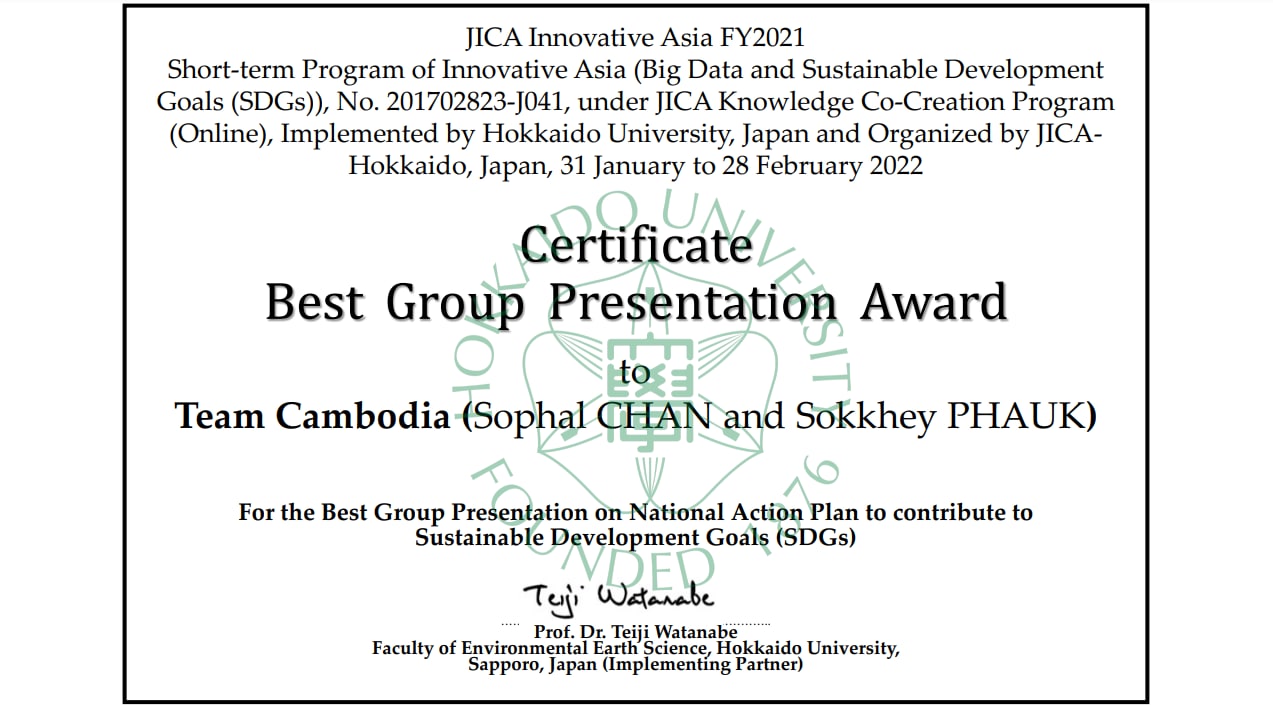 JICA Innovative Asia FY2021
Short-term Program of Innovative Asia (Big Data and Sustainable Development
Goals (SDGs)), No. 201702823-J041, under JICA Knowledge Co-Creation Program
(Online), Implemented by Hokkaido University, Japan and Organized by JICA-
Hokkaido, Japan, 31 January to 28 February 2022
HOKKAIDO UNIVERSITY
Certificate
Best Group Presentation Award
to
Team Cambodia (Sophal CHAN and Sokkhey PHAUK)
For the Best Group Presentation on National Action Plan to contribute to
Sustainable Development Goals (SDGs)
FOUNDED 1876
Teiji Watanabe
Prof. Dr. Teiji Watanabe
Faculty of Environmental Earth Science, Hokkaido University,
Sapporo, Japan (Implementing Partner)